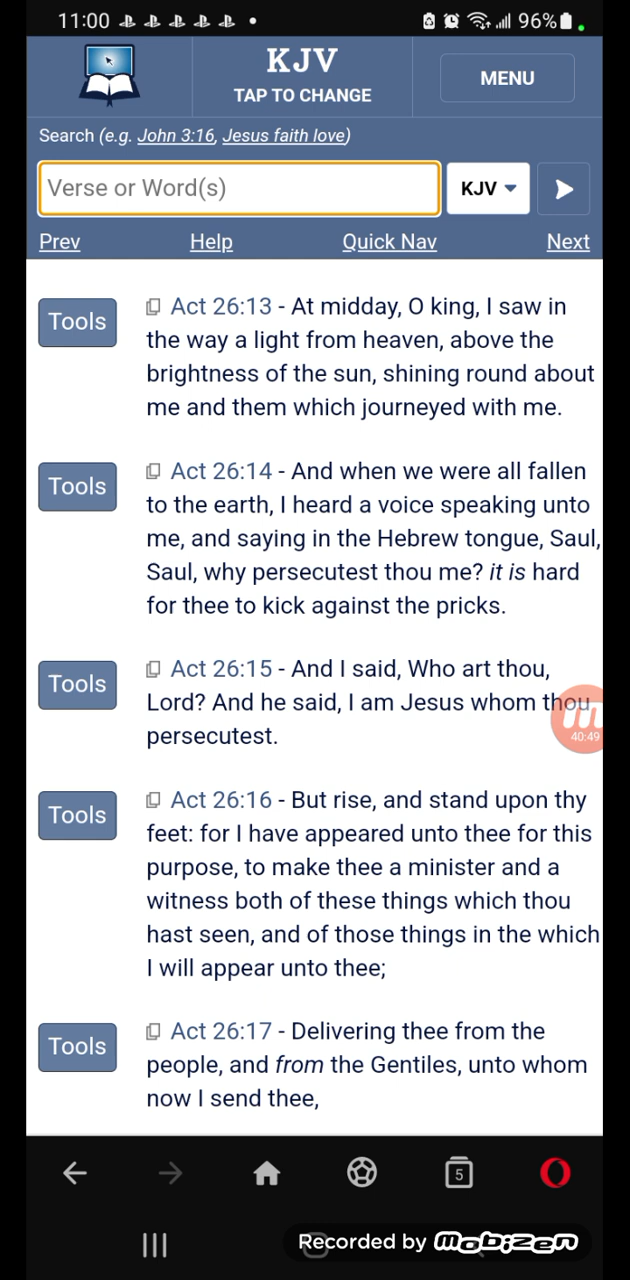 11:00
96%
KJV
TAP TO CHANGE
MENU
Search (e.g. John 3:16, Jesus faith love)
Verse or Word(s)
KJV
Prev Help Quick Nav Next
Tools
Act 26:13 - At midday, O king, I saw in
the way a light from heaven, above the
brightness of the sun, shining round about
me and them which journeyed with me.
Tools
Act 26:14 - And when we were all fallen
to the earth, I heard a voice speaking unto
me, and saying in the Hebrew tongue, Saul,
Saul, why persecutest thou me? it is hard
for thee to kick against the pricks.
Tools
Act 26:15 - And I said, Who art thou,
Lord? And he said, I am Jesus whom thou
persecutest.
40:49
Tools
Act 26:16 - But rise, and stand upon thy
feet: for I have appeared unto thee for this
purpose, to make thee a minister and a
witness both of these things which thou
hast seen, and of those things in the which
I will appear unto thee;
Tools
Act 26:17 - Delivering thee from the
people, and from the Gentiles, unto whom
now I send thee,
5
Recorded by mobizen